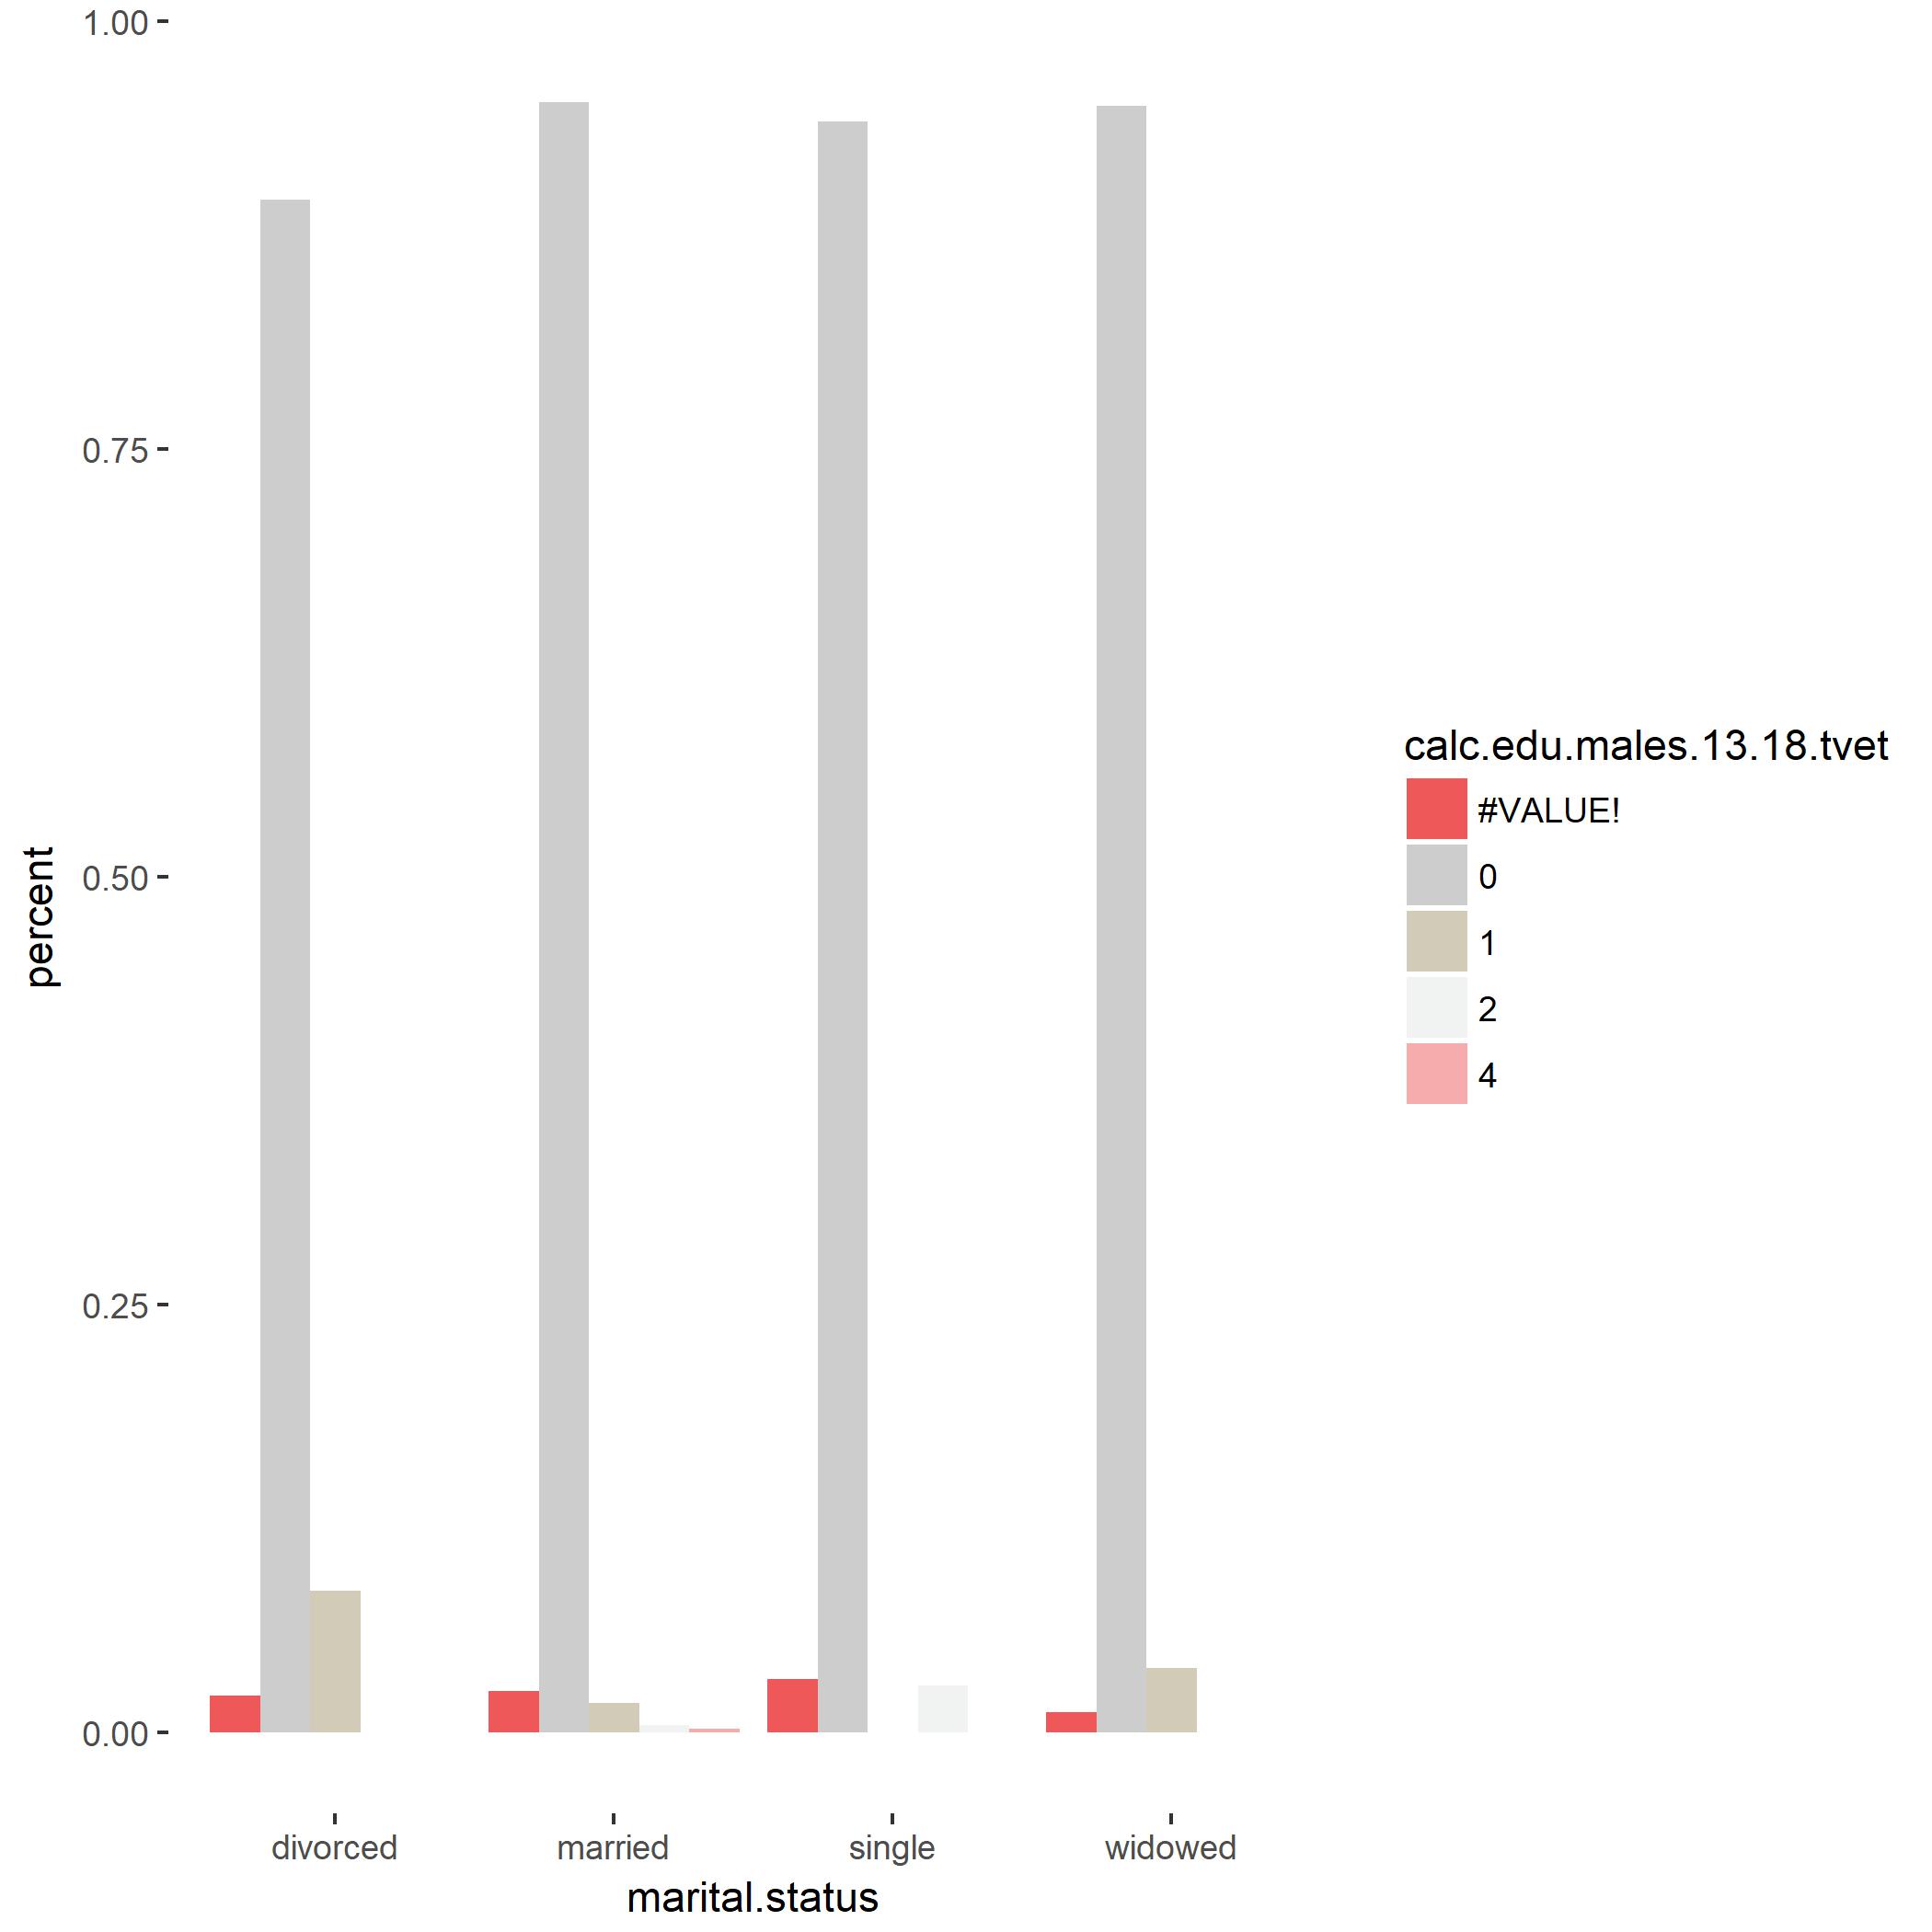 percent
1.00
0.75
0.50
0.25
0.00
divorced married single widowed
marital.status
calc.edu.males.13.18.tvet
#VALUE!
0
1
2
4